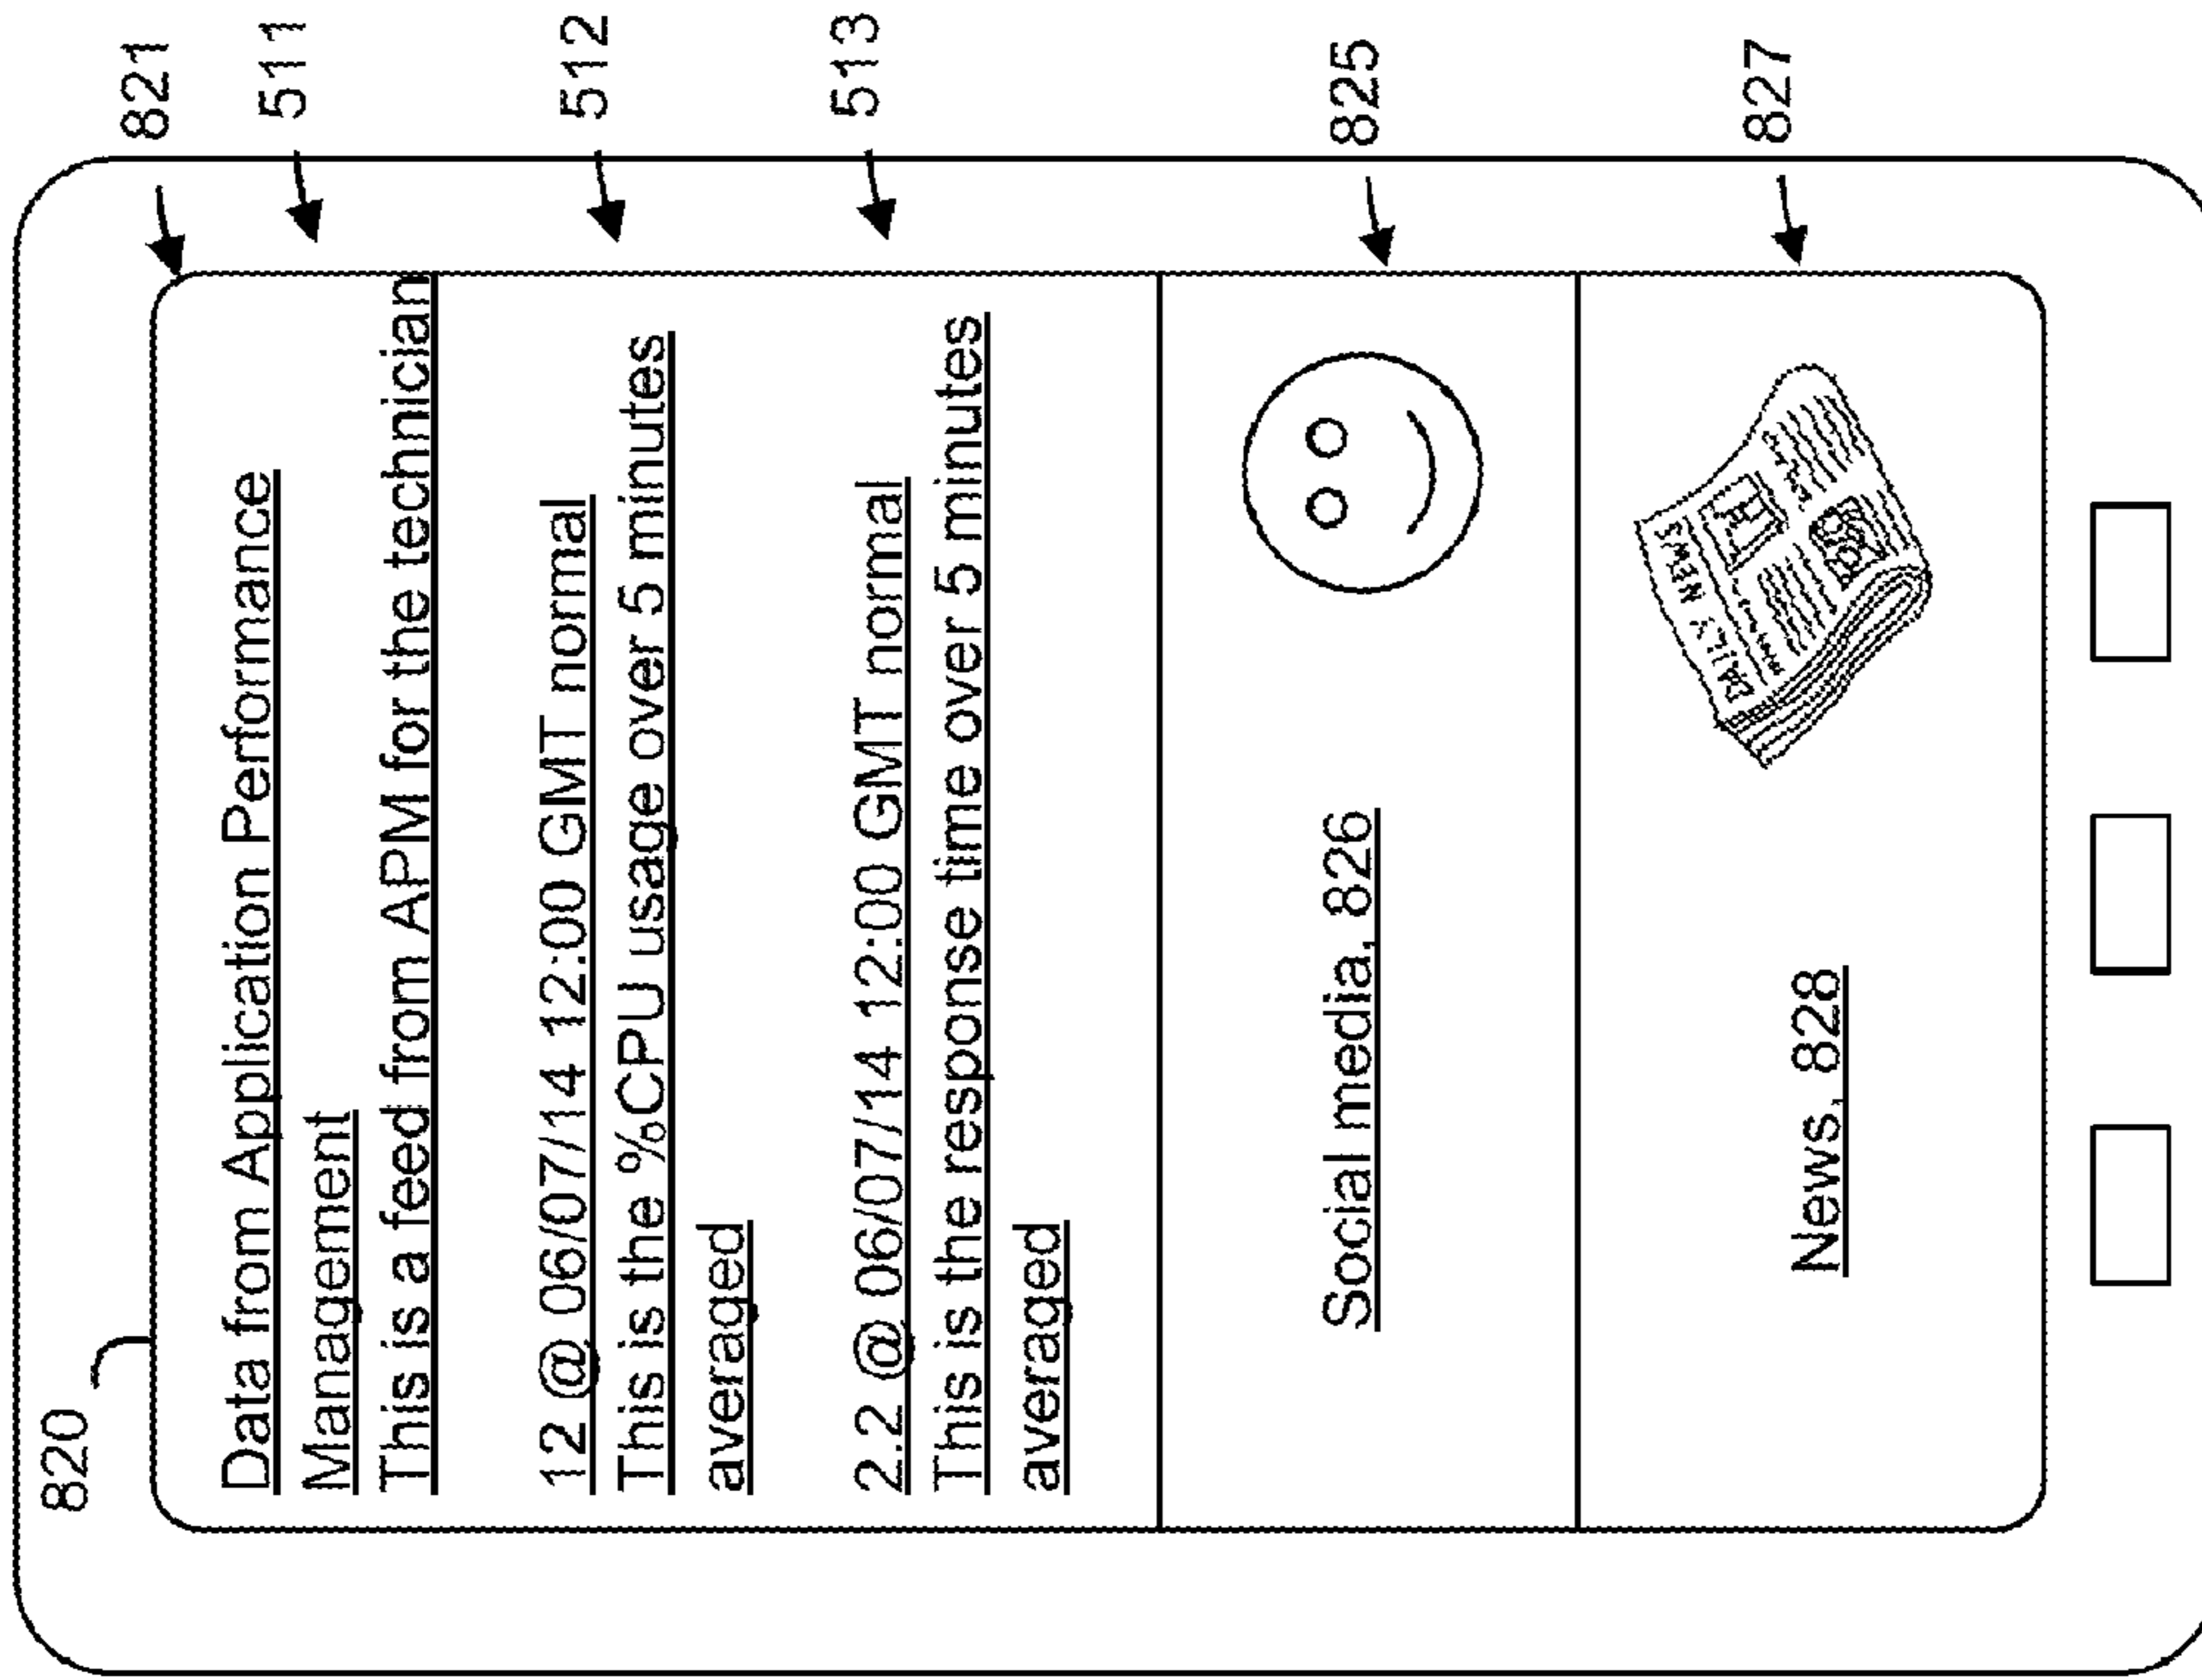 820
821
Data from Application Performance
Management
511
This is a feed from APM for the technician
12 @ 06/07/14 12:00 GMT normal
512
This is the %CPU usage over 5 minutes
averaged
2.2 @ 06/07/14 12:00 GMT normal
513
This is the response time over 5 minutes
averaged
Social media, 826
825
DAILY NEWS
News, 828
827